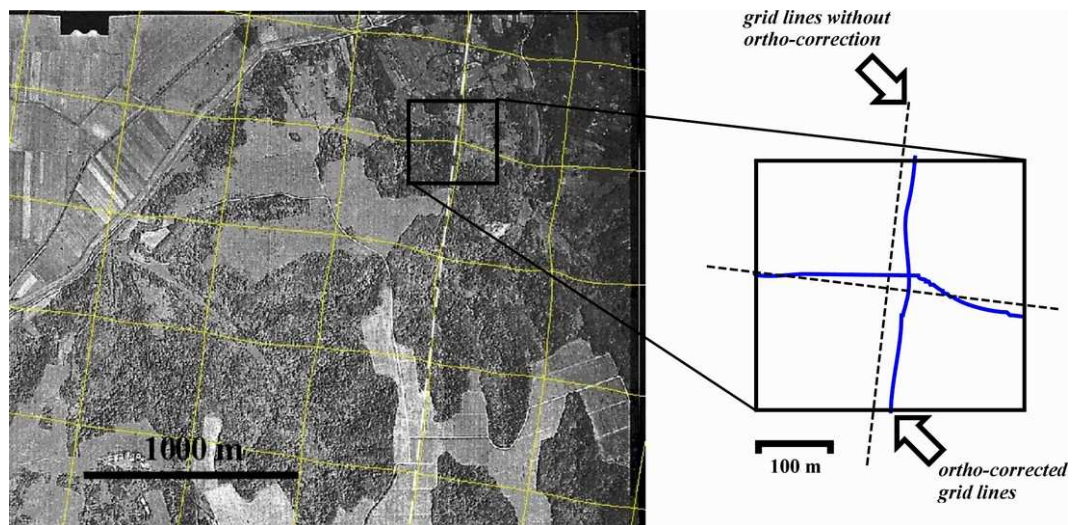 grid lines without
ortho-correction
1000 m
100 m
ortho-corrected
grid lines